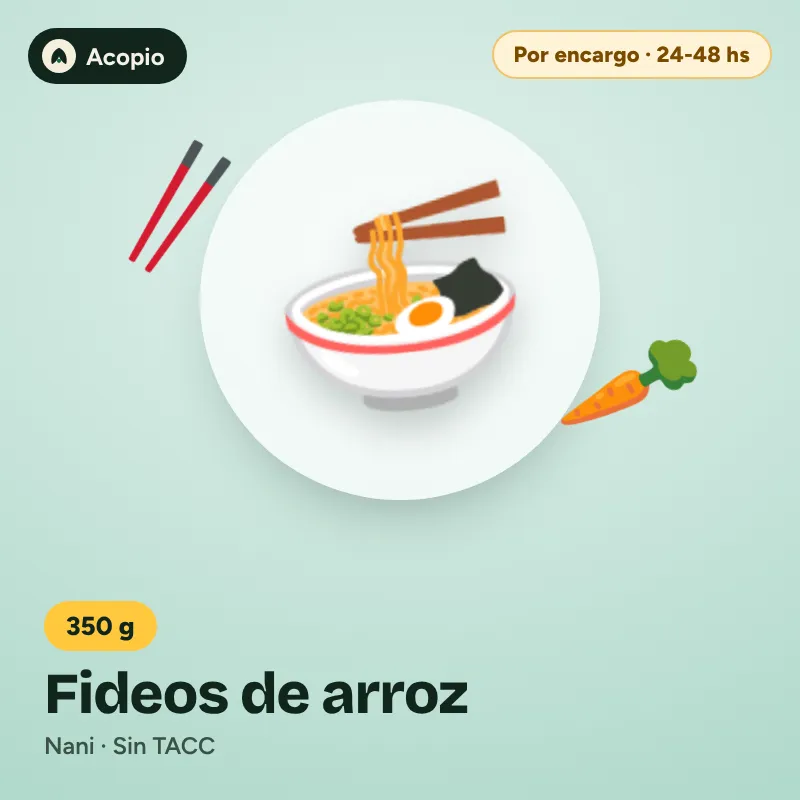 Acopio
Por encargo · 24-48 hs
350 g
Fideos de arroz
Nani · Sin TACC